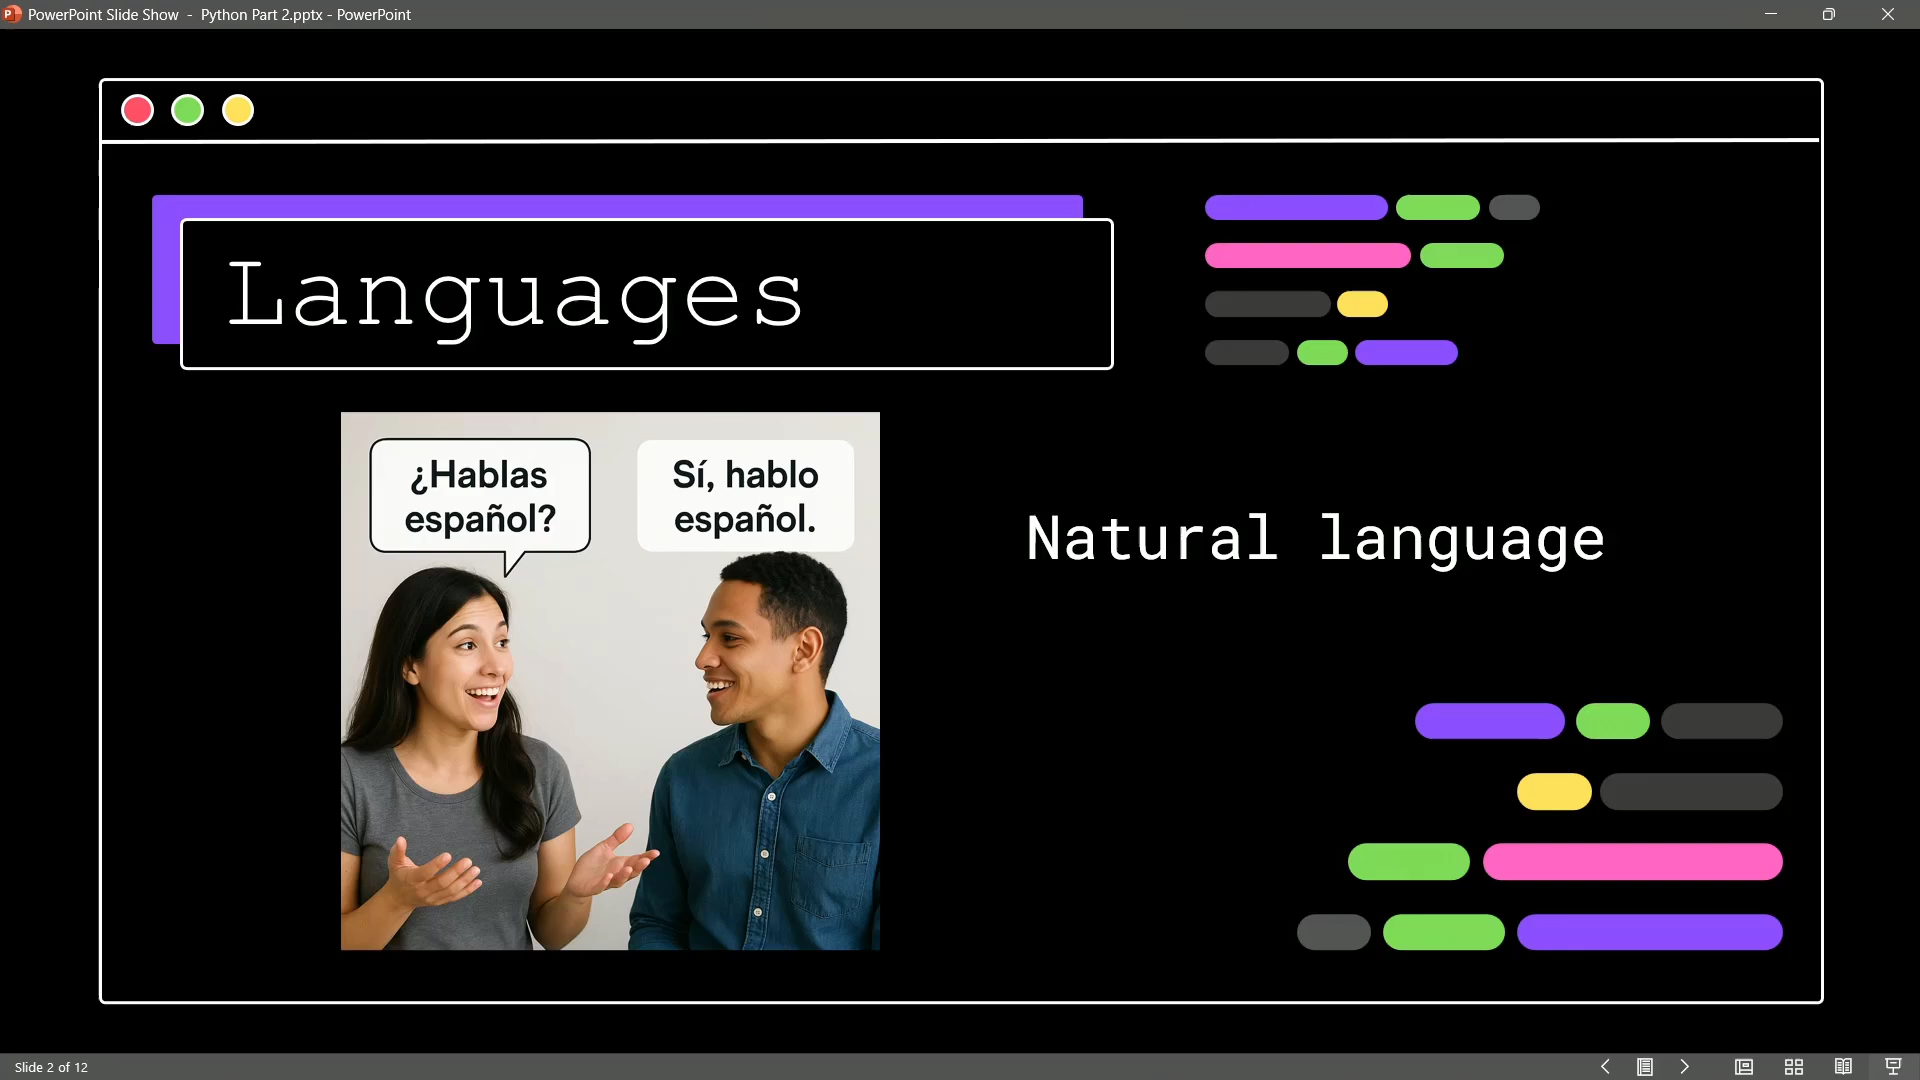 PowerPoint Slide Show - Python Part 2.pptx - PowerPoint
Languages
¿Hablas
español?
Sí, hablo
español.
Natural language
Slide 2 of 12